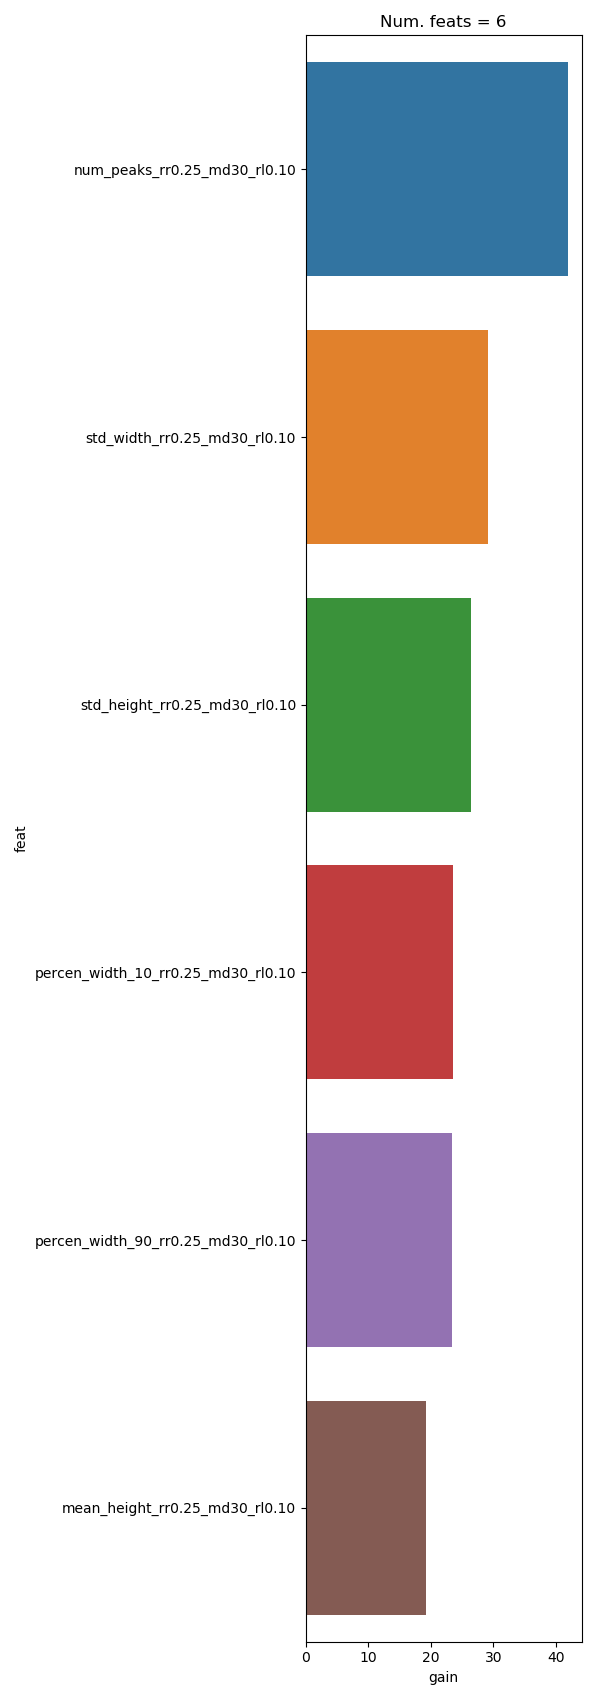 Num. feats = 6
num_peaks_rr0.25_md30_rl0.10
std_width_rr0.25_md30_rl0.10
std_height_rr0.25_md30_rl0.10
feat
percen_width_10_rr0.25_md30_rl0.10
percen_width_90_rr0.25_md30_rl0.10
mean_height_rr0.25_md30_rl0.10
0 10 20 30 40
gain